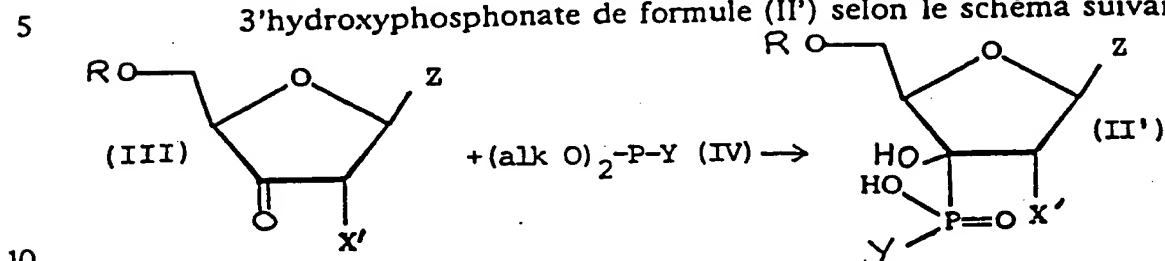 5 3'hydroxyphosphonate de formule (II') selon le schéma suivan
RO O Z RO O Z
(III) +(alk O)2-P-Y (IV) → HO (II')
O X' HO P=O X'
10 Y